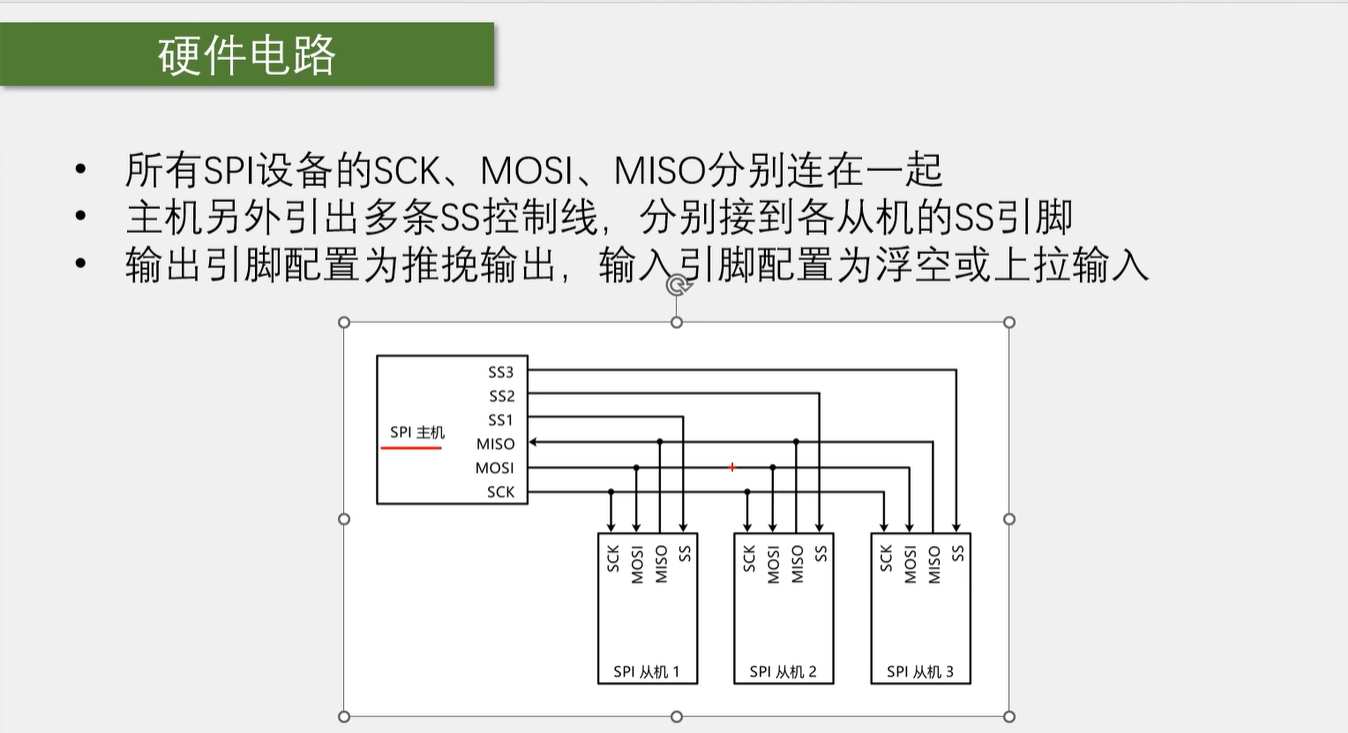 硬件电路
• 所有SPI设备的SCK、MOSI、MISO分别连在一起
• 主机另外引出多条SS控制线，分别接到各从机的SS引脚
• 输出引脚配置为推挽输出，输入引脚配置为浮空或上拉输入
SS3
SS2
SS1
SPI 主机
MISO
MOSI
SCK
SCK MOSI MISO SS
SCK MOSI MISO SS
SCK MOSI MISO SS
SPI 从机 1
SPI 从机 2
SPI 从机 3